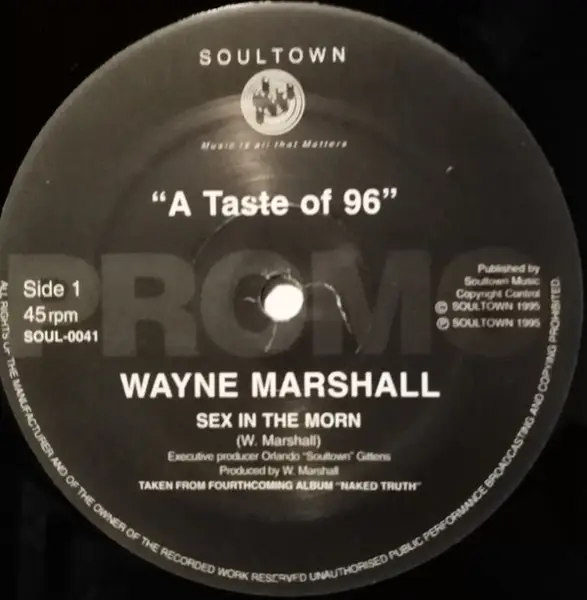 SOULTOWN
Music is all that Matters
"A Taste of 96"
PROMO
Side 1
45 rpm
SOUL-0041
Published by
Soultown Music
Copyright Control
© SOULTOWN 1995
℗ SOULTOWN 1995
WAYNE MARSHALL
SEX IN THE MORN
(W. Marshall)
Executive producer Orlando "Soultown" Gittens
Produced by W. Marshall
TAKEN FROM FOURTHCOMING ALBUM "NAKED TRUTH"
ALL RIGHTS OF THE MANUFACTURER AND OF THE OWNER OF THE RECORDED WORK RESERVED UNAUTHORISED PUBLIC PERFORMANCE BROADCASTING AND COPYING PROHIBITED.